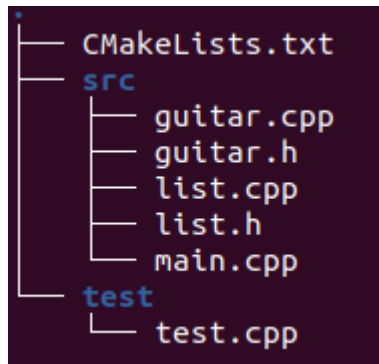 .
├── CMakeLists.txt
├── src
│   ├── guitar.cpp
│   ├── guitar.h
│   ├── list.cpp
│   ├── list.h
│   └── main.cpp
└── test
    └── test.cpp